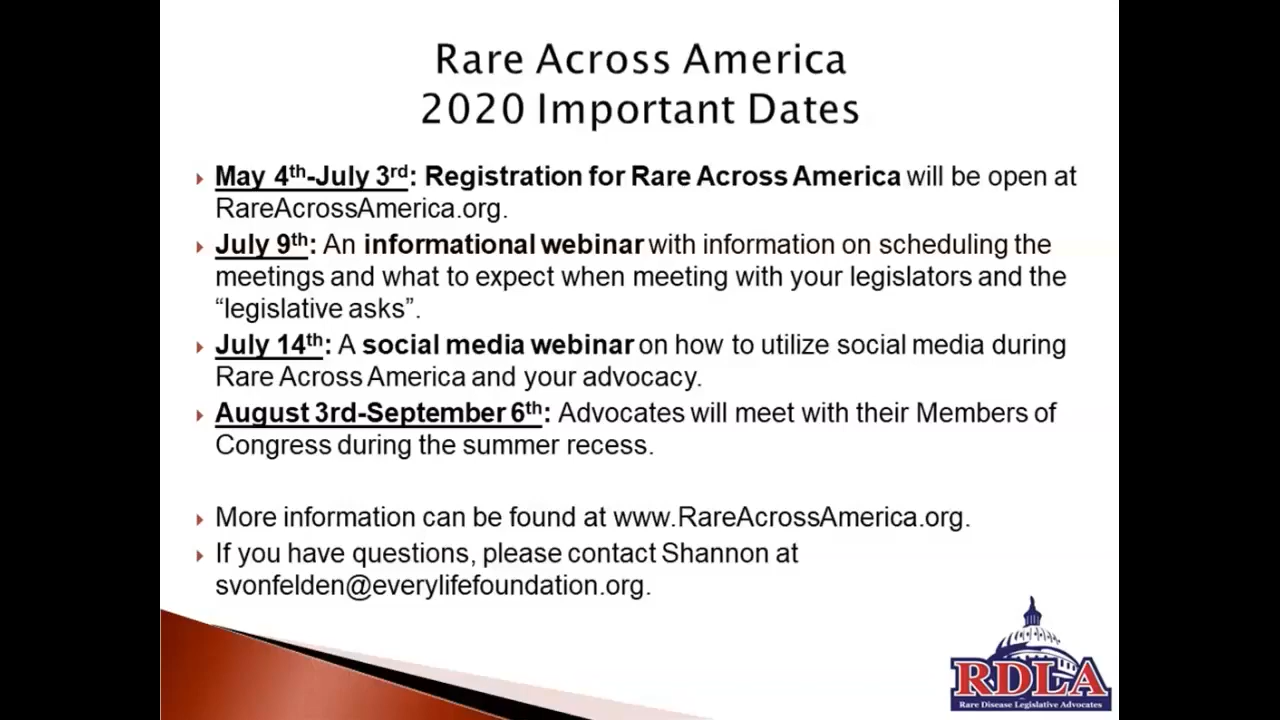 Rare Across America
2020 Important Dates
May 4th-July 3rd: Registration for Rare Across America will be open at
RareAcrossAmerica.org.
July 9th: An informational webinar with information on scheduling the
meetings and what to expect when meeting with your legislators and the
“legislative asks”.
July 14th: A social media webinar on how to utilize social media during
Rare Across America and your advocacy.
August 3rd-September 6th: Advocates will meet with their Members of
Congress during the summer recess.
More information can be found at www.RareAcrossAmerica.org.
If you have questions, please contact Shannon at
svonfelden@everylifefoundation.org.
RDLA
Rare Disease Legislative Advocates